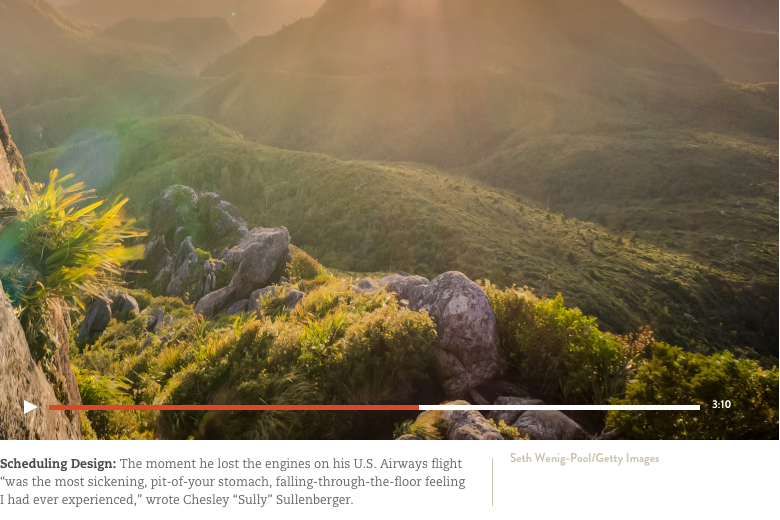 3:10
Scheduling Design: The moment he lost the engines on his U.S. Airways flight
“was the most sickening, pit-of-your stomach, falling-through-the-floor feeling
I had ever experienced,” wrote Chesley “Sully” Sullenberger.
Seth Wenig-Pool/Getty Images